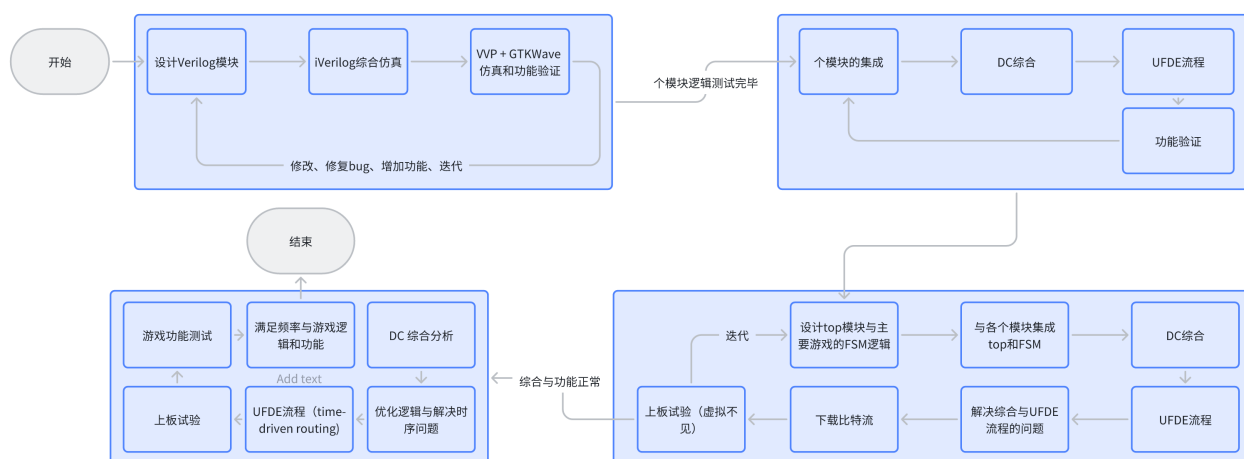 开始
设计Verilog模块
iVerilog综合仿真
VVP + GTKWave
仿真和功能验证
修改、修复bug、增加功能、迭代
个模块逻辑测试完毕
个模块的集成
DC综合
UFDE流程
功能验证
设计top模块与主
要游戏的FSM逻辑
与各个模块集成
top和FSM
DC综合
UFDE流程
解决综合与UFDE
流程的问题
下载比特流
上板试验（虚拟不
见）
迭代
综合与功能正常
DC 综合分析
优化逻辑与解决时
序问题
UFDE流程（time-
driven routing)
Add text
上板试验
游戏功能测试
满足频率与游戏逻
辑和功能
结束